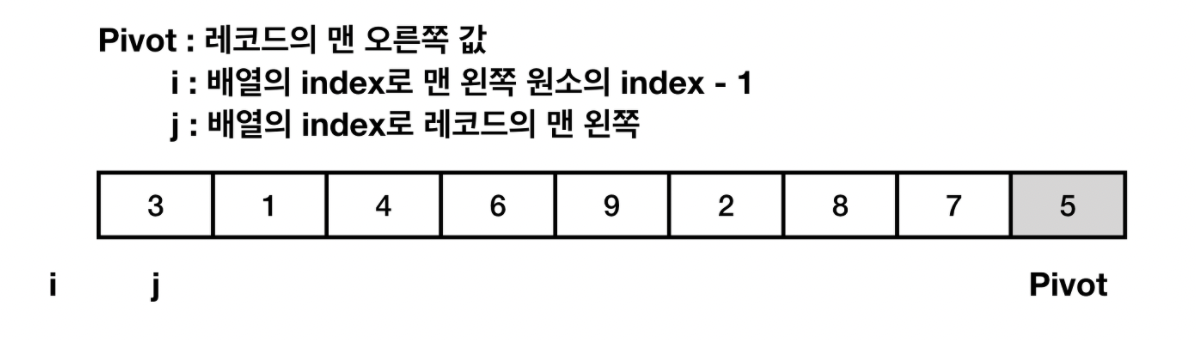 Pivot : 레코드의 맨 오른쪽 값
i : 배열의 index로 맨 왼쪽 원소의 index - 1
j : 배열의 index로 레코드의 맨 왼쪽
3 1 4 6 9 2 8 7 5
i j Pivot